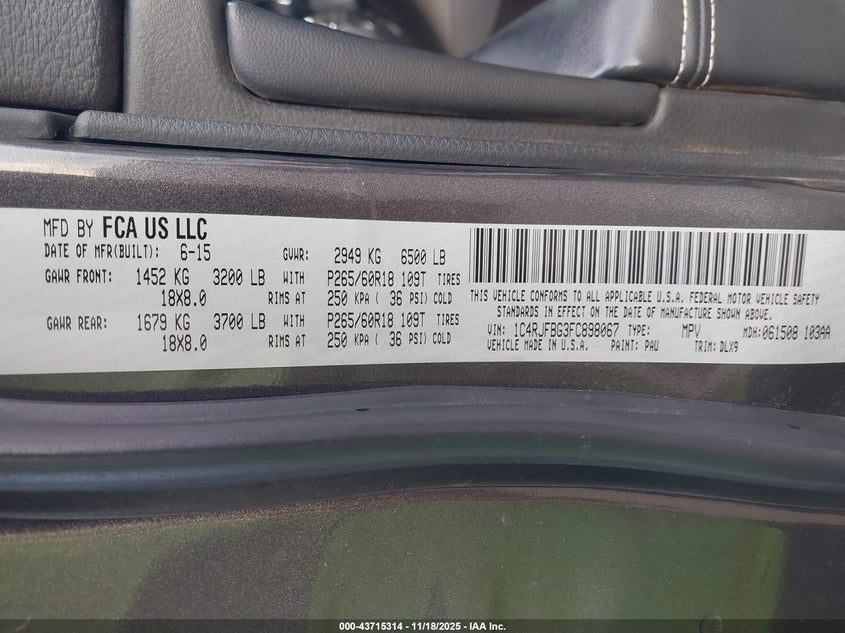 MFD BY FCA US LLC
DATE OF MFR(BUILT): 6-15 GVWR: 2949 KG 6500 LB
GAWR FRONT: 1452 KG 3200 LB WITH P265/60R18 109T TIRES
18X8.0 RIMS AT 250 KPA ( 36 PSI) COLD
GAWR REAR: 1679 KG 3700 LB WITH P265/60R18 109T TIRES
18X8.0 RIMS AT 250 KPA ( 36 PSI) COLD
THIS VEHICLE CONFORMS TO ALL APPLICABLE U.S.A. FEDERAL MOTOR VEHICLE SAFETY
STANDARDS IN EFFECT ON THE DATE OF MANUFACTURE SHOWN ABOVE.
VIN: 1C4RJFBG3FC898067 TYPE: MPV MDH: 061508 103AA
VEHICLE MADE IN U.S.A. PAINT: PAU TRIM: DLX9
000-43715314 | 11/18/2025 - IAA Inc.